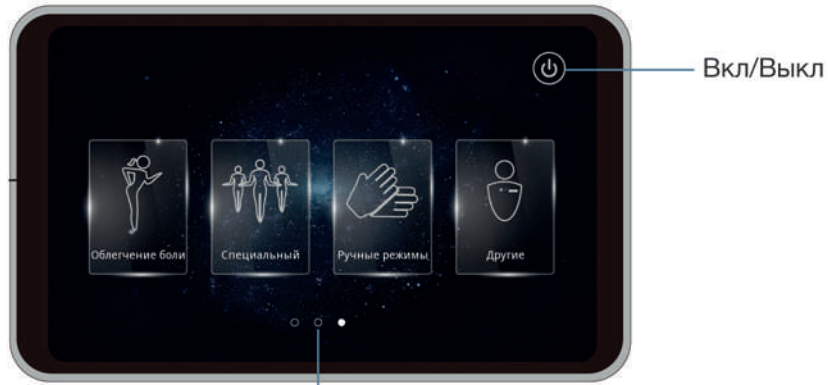 Вкл/Выкл
Облегчение боли
Специальный
Ручные режимы
Другие